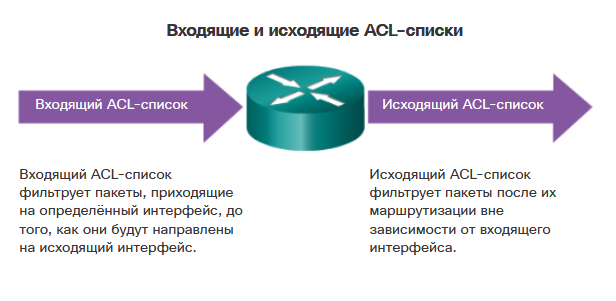 Входящие и исходящие ACL-списки
Входящий ACL-список
Исходящий ACL-список
Входящий ACL-список
фильтрует пакеты, приходящие
на определённый интерфейс, до
того, как они будут направлены
на исходящий интерфейс.
Исходящий ACL-список
фильтрует пакеты после их
маршрутизации вне
зависимости от входящего
интерфейса.